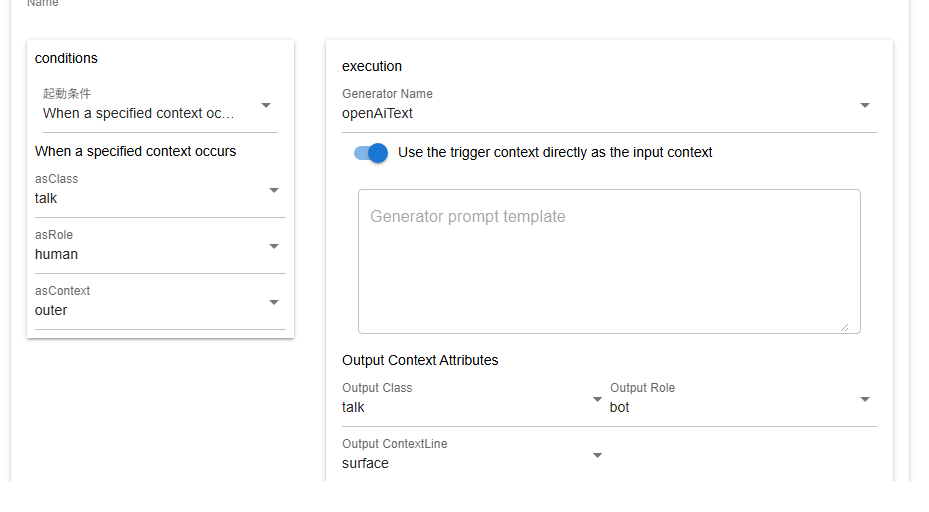 Name
conditions
起動条件
When a specified context oc...
When a specified context occurs
asClass
talk
asRole
human
asContext
outer
execution
Generator Name
openAiText
Use the trigger context directly as the input context
Generator prompt template
Output Context Attributes
Output Class
talk
Output Role
bot
Output ContextLine
surface